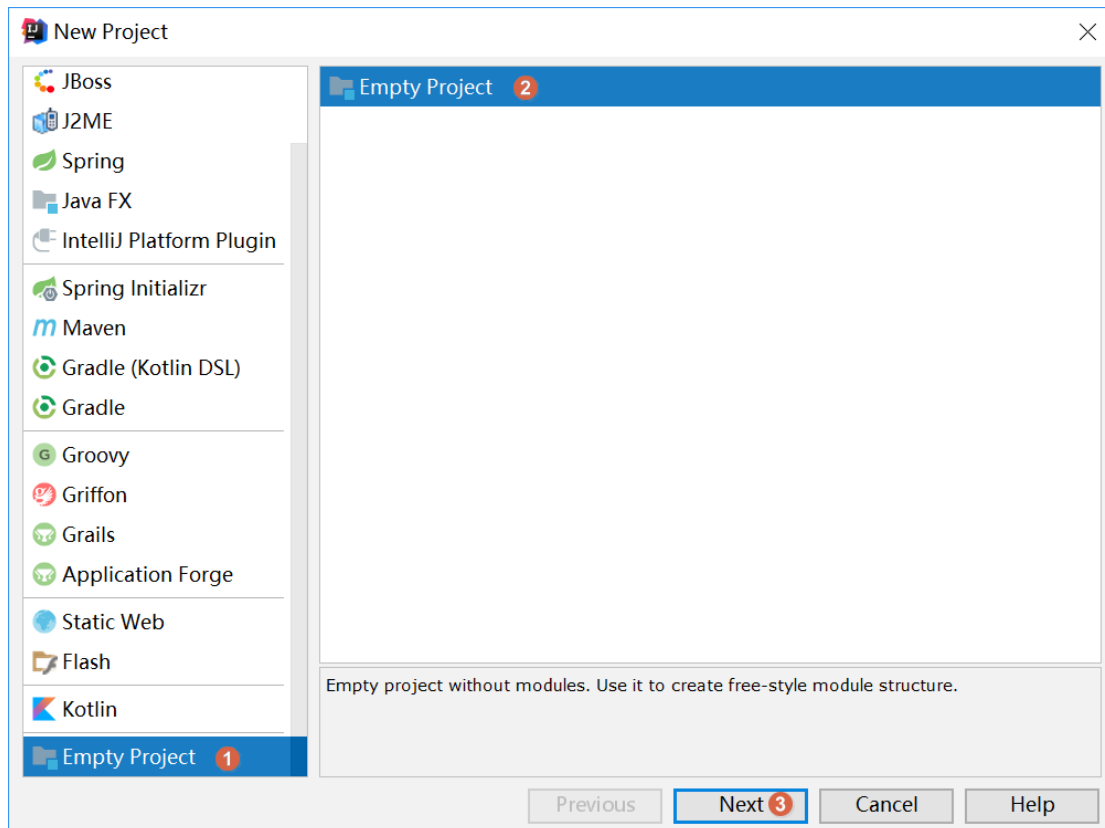 New Project
JBoss
J2ME
Spring
Java FX
IntelliJ Platform Plugin
Spring Initializr
Maven
Gradle (Kotlin DSL)
Gradle
Groovy
Griffon
Grails
Application Forge
Static Web
Flash
Kotlin
Empty Project 1
Empty Project 2
Empty project without modules. Use it to create free-style module structure.
Previous
Next 3
Cancel
Help